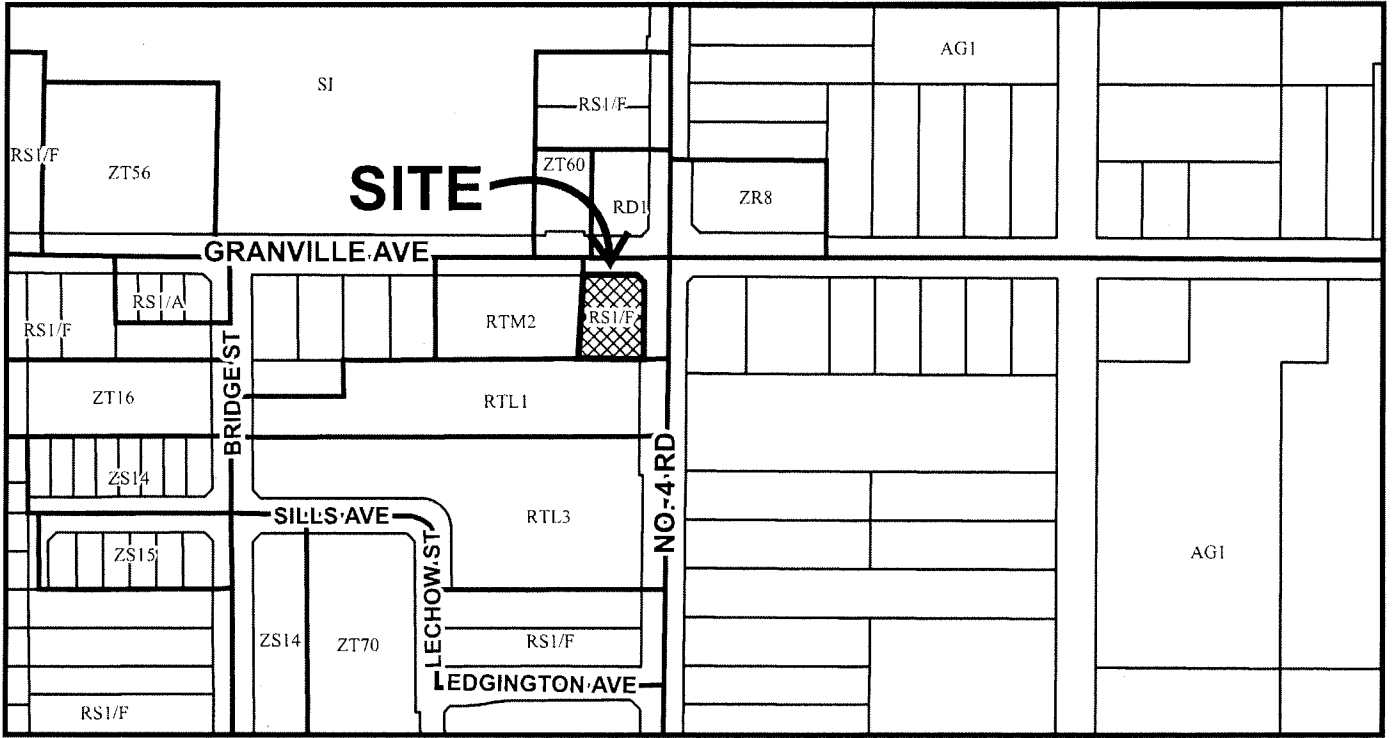 AG1
SI
RS1/F
RS1/F
ZT60
ZT56
SITE
RD1
ZR8
GRANVILLE AVE
RS1/A
RS1/F
RTM2
RS1/F
BRIDGE ST
ZT16
RTL1
NO. 4 RD
ZS14
SILLS AVE
RTL3
ZS15
LECHOW ST
AG1
ZS14
ZT70
RS1/F
LEDGINGTON AVE
RS1/F